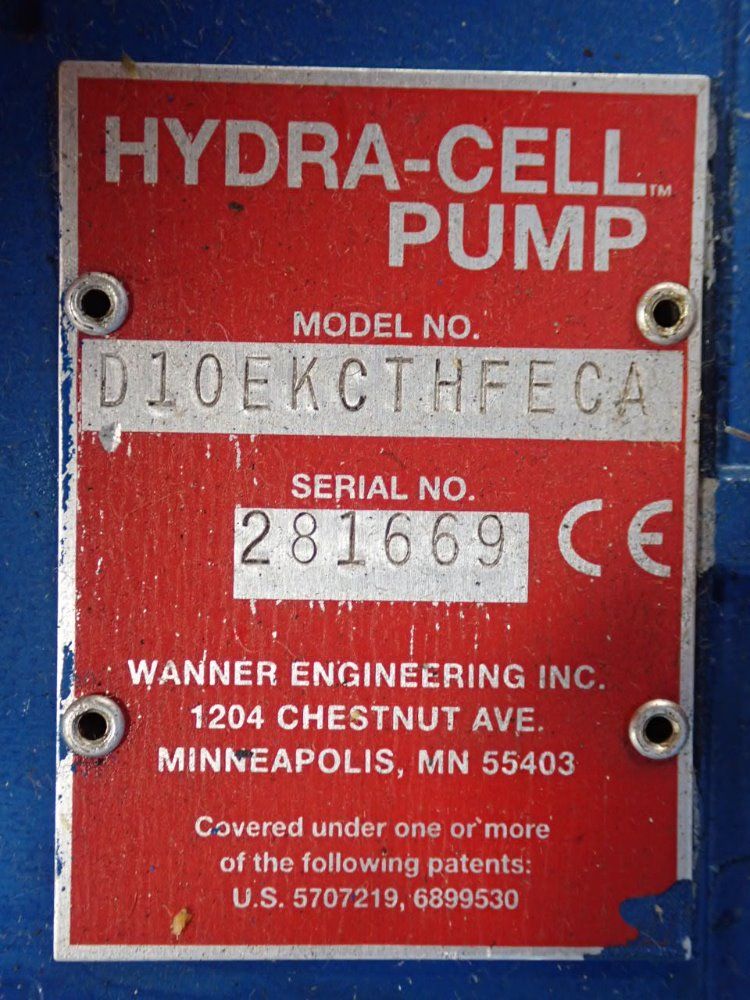 HYDRA-CELL™
PUMP
MODEL NO.
D10EKCTHFECA
SERIAL NO.
281669 CE
WANNER ENGINEERING INC.
1204 CHESTNUT AVE.
MINNEAPOLIS, MN 55403
Covered under one or more
of the following patents:
U.S. 5707219, 6899530